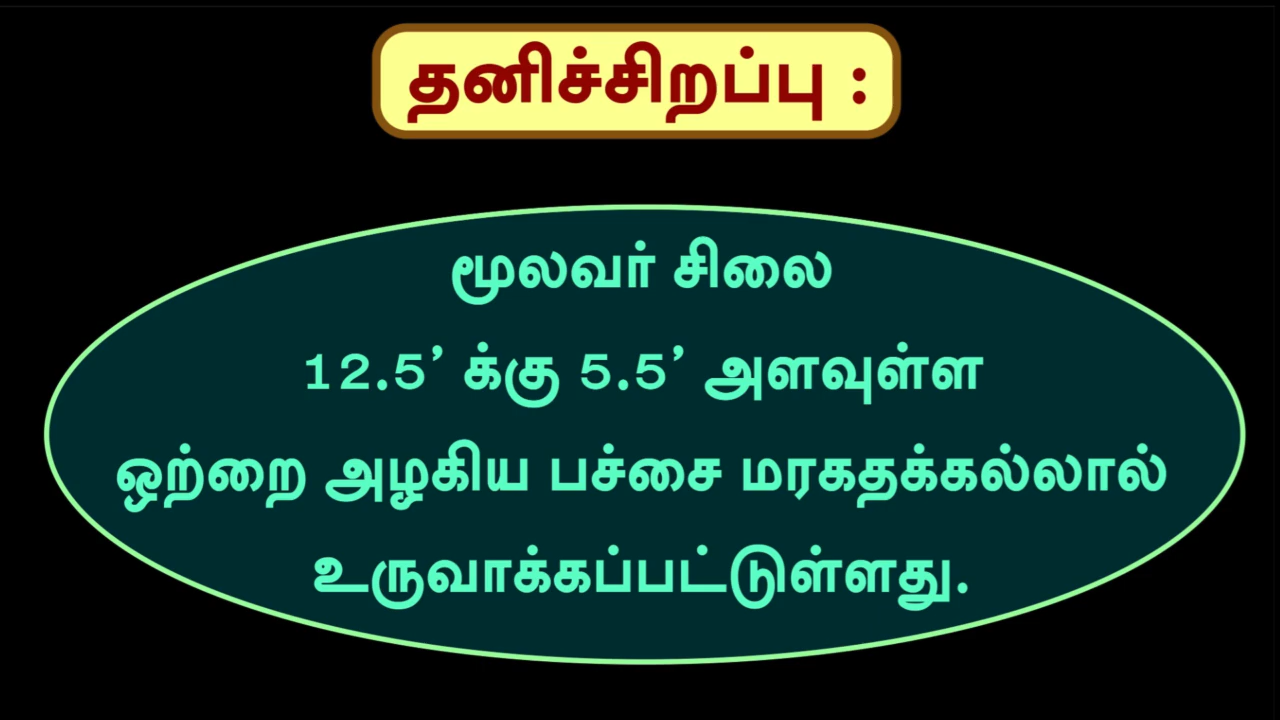 தனிச்சிறப்பு :
மூலவர் சிலை
12.5’ க்கு 5.5’ அளவுள்ள
ஒற்றை அழகிய பச்சை மரகதக்கல்லால்
உருவாக்கப்பட்டுள்ளது.